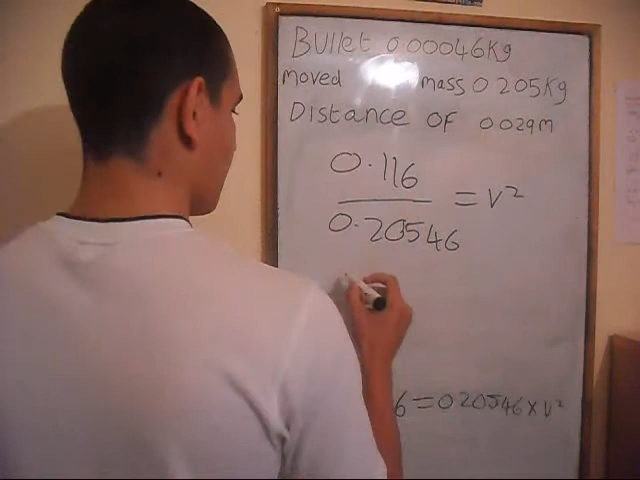 Bullet 0.00046Kg
moved mass 0.205Kg
Distance of 0.029m
0.116
= v²
0.20546
6 = 0.20546 x v²